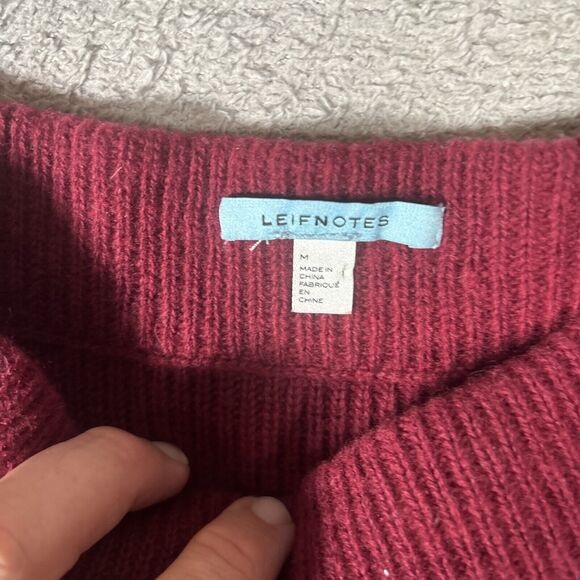 LEIFNOTES
M
MADE IN
CHINA
FABRIQUÉ
EN
CHINE